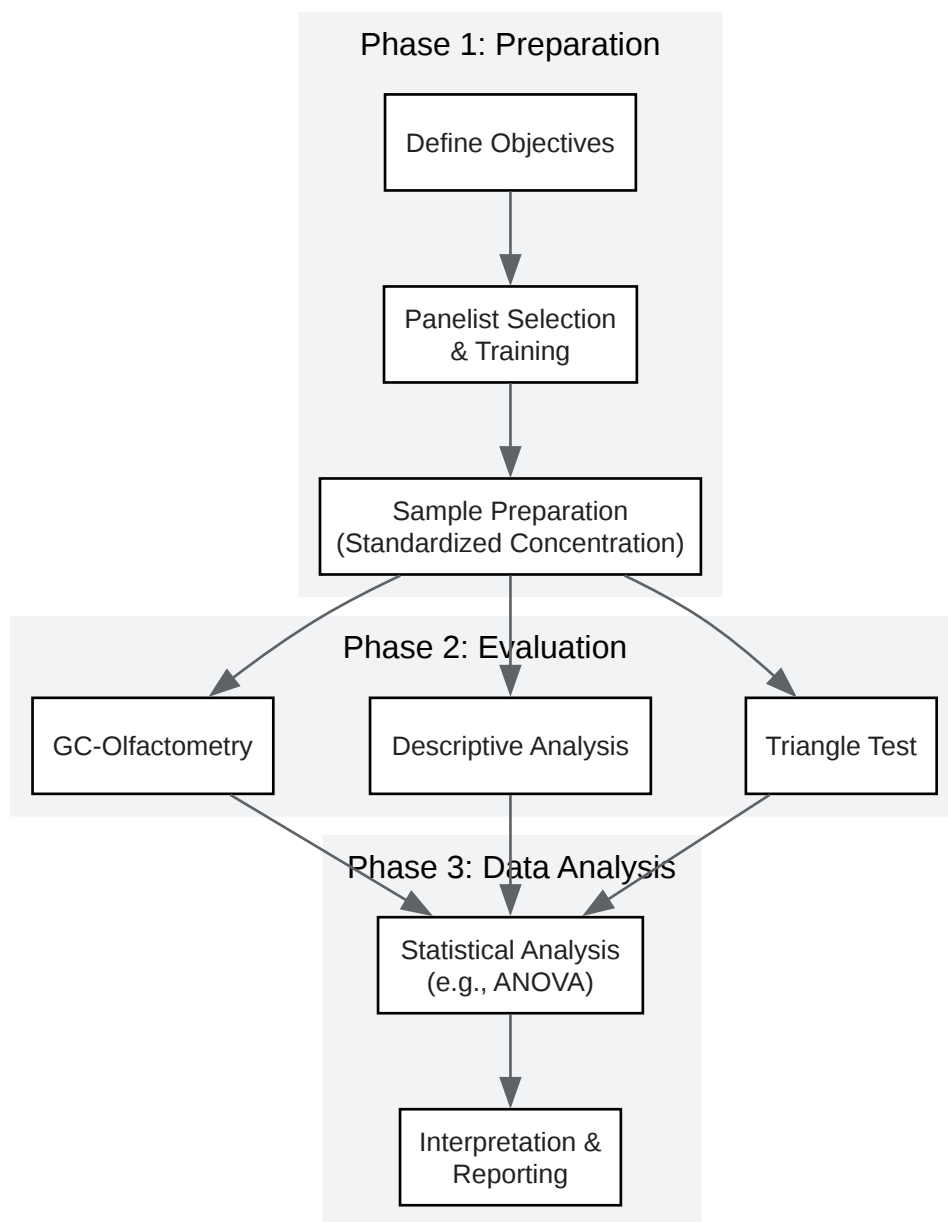 Phase 1: Preparation
Define Objectives
Panelist Selection
& Training
Sample Preparation
(Standardized Concentration)
Phase 2: Evaluation
GC-Olfactometry
Descriptive Analysis
Triangle Test
Phase 3: Data Analysis
Statistical Analysis
(e.g., ANOVA)
Interpretation &
Reporting